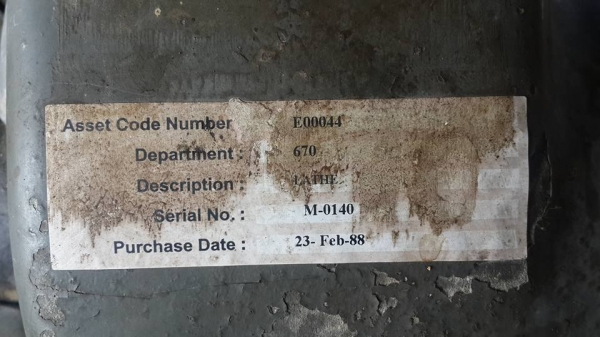 Asset Code Number E00044
Department : 670
Description : LATHE
Serial No. : M-0140
Purchase Date : 23- Feb-88